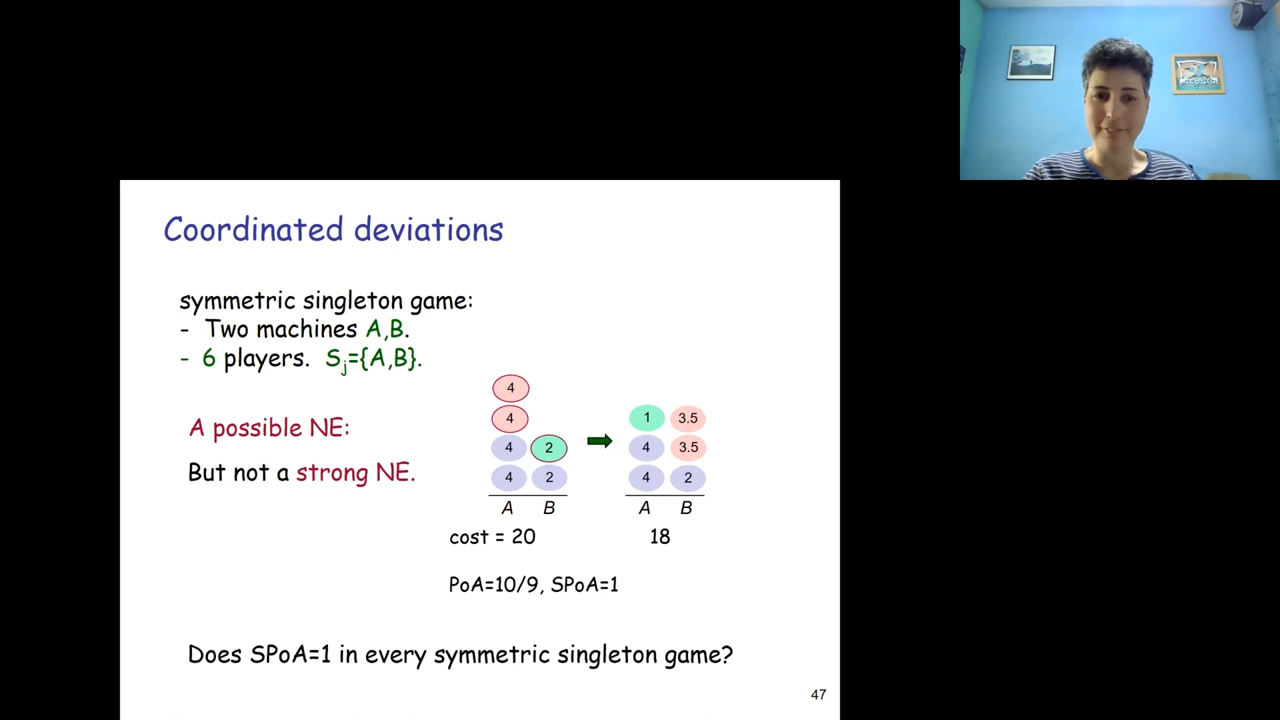 Coordinated deviations
symmetric singleton game:
- Two machines A,B.
- 6 players. Sj={A,B}.
4
4 1 3.5
A possible NE:
4 2 4 3.5
But not a strong NE.
4 2 4 2
A B A B
cost = 20 18
PoA=10/9, SPoA=1
Does SPoA=1 in every symmetric singleton game?
47